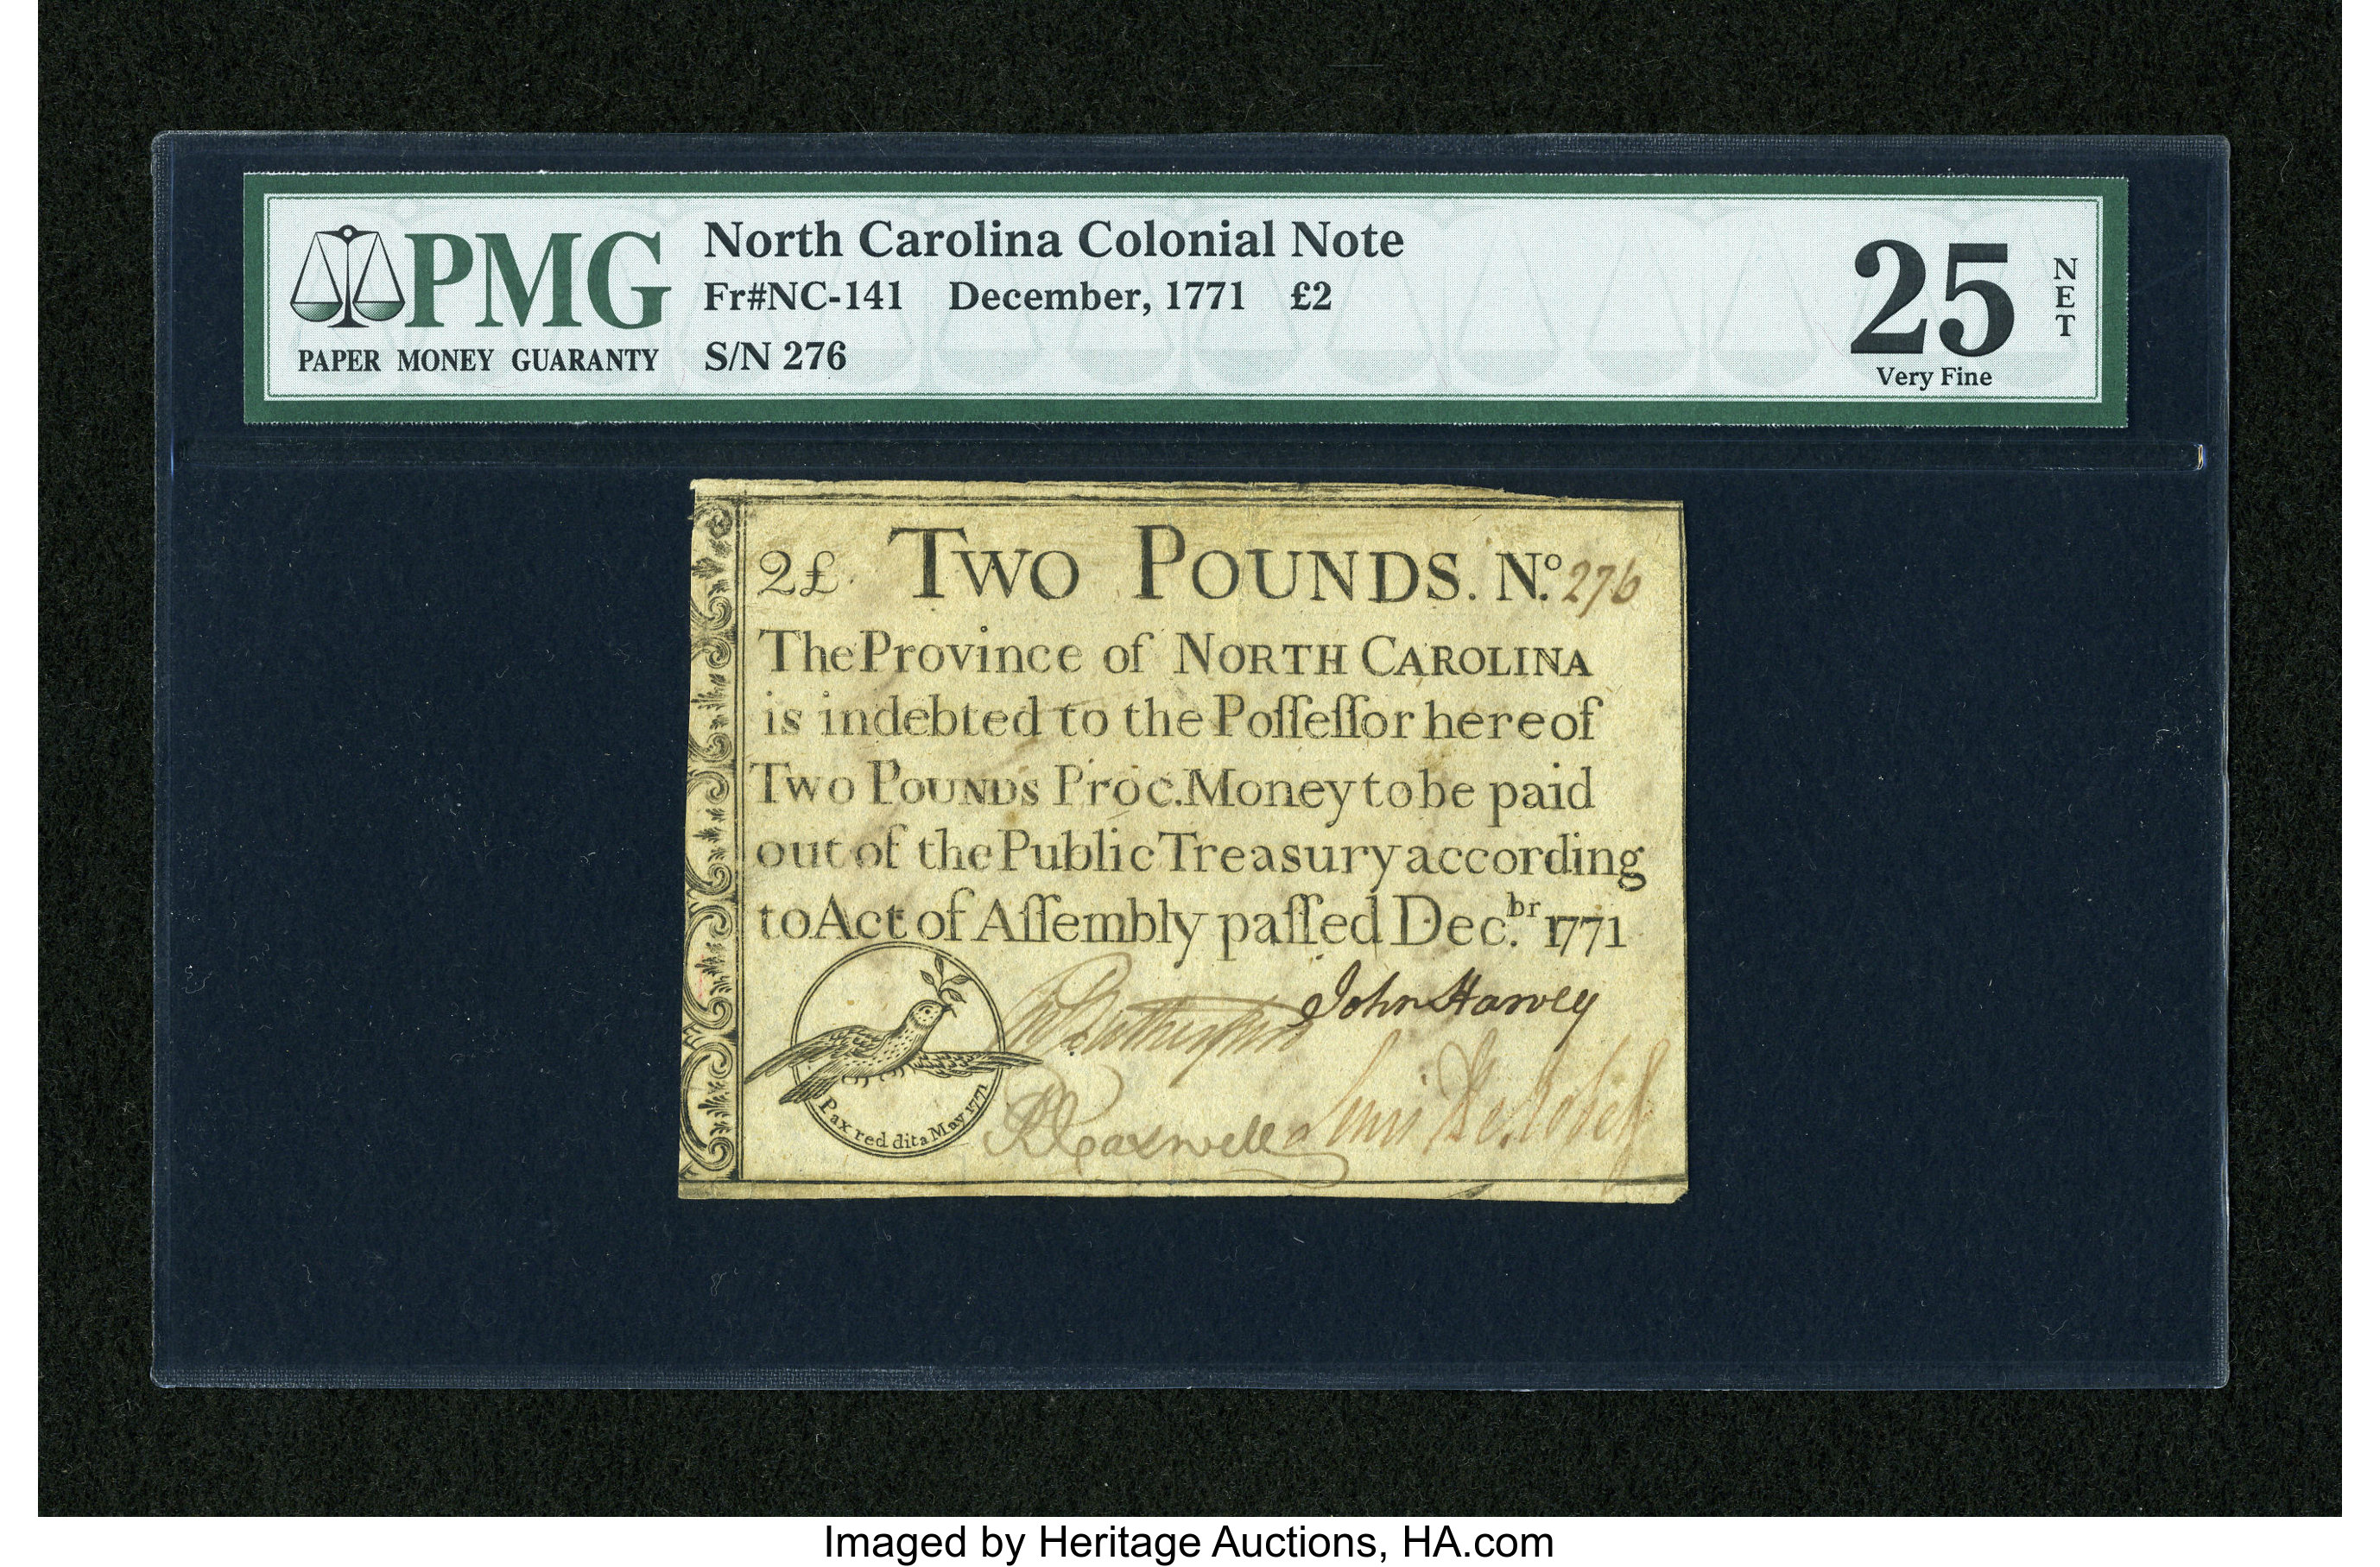 PMG
PAPER MONEY GUARANTY
North Carolina Colonial Note
Fr#NC-141 December, 1771 £2
S/N 276
25
NET
Very Fine
2£. TWO POUNDS. No. 276
The Province of NORTH CAROLINA
is indebted to the Poſſeſſor hereof
TWO POUNDS Proc. Money to be paid
out of the Public Treasury according
to Act of Aſſembly paſſed Dec.br 1771
John Harvey
Pax red dita May 1771
Maxwell
Imaged by Heritage Auctions, HA.com